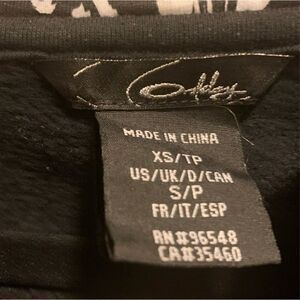 MADE IN CHINA
XS/TP
US/UK/D/CAN
S/P
FR/IT/ESP
RN#96548
CA#35460